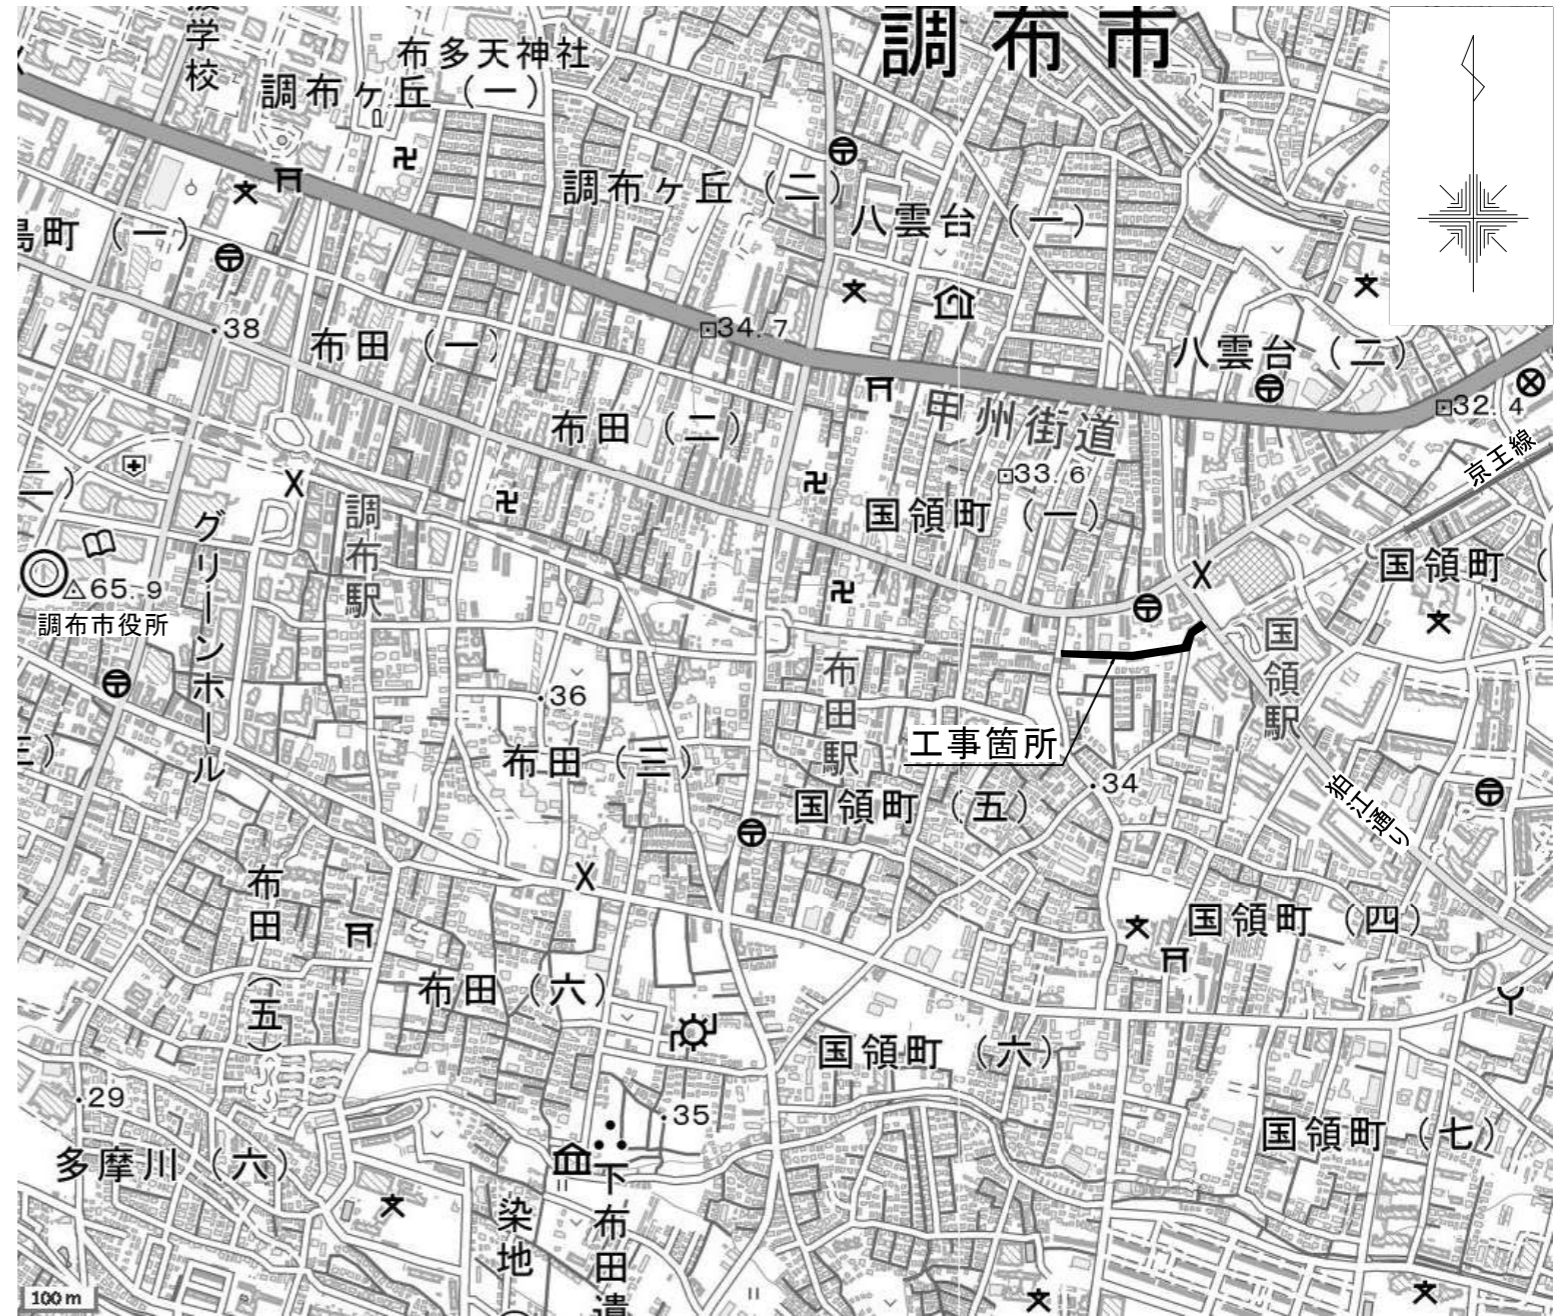 調布市
学校
布多天神社
調布ヶ丘（一）
調布ヶ丘（二）
八雲台（一）
島町（一）
38
布田（一）
34.7
八雲台（二）
32.4
布田（二）
甲州街道
33.6
国領町（一）
京王線
二）
グリーンホール
調布駅
国領町（
65.9
調布市役所
布田駅
国領駅
36
工事箇所
三）
布田（三）
34
国領町（五）
狛江通り
布田（五）
国領町（四）
布田（六）
国領町（六）
29
35
国領町（七）
多摩川（六）
下布田遺
染地（
100 m